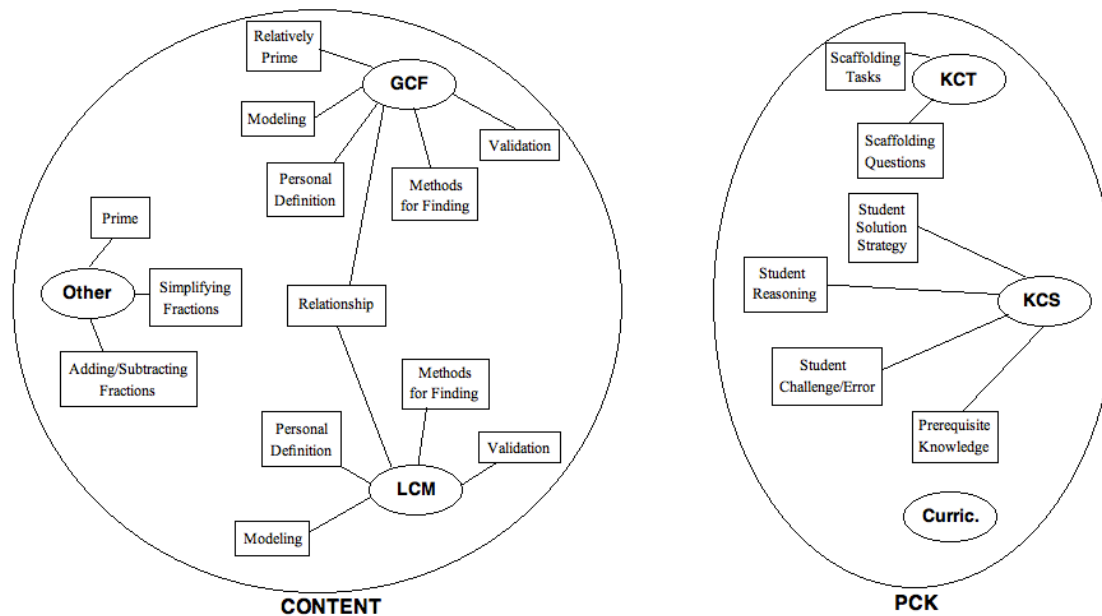 Relatively
Prime
GCF
Modeling
Validation
Personal
Definition
Methods
for Finding
Prime
Other
Simplifying
Fractions
Relationship
Adding/Subtracting
Fractions
Methods
for Finding
Personal
Definition
Validation
LCM
Modeling
CONTENT
Scaffolding
Tasks
KCT
Scaffolding
Questions
Student
Solution
Strategy
Student
Reasoning
KCS
Student
Challenge/Error
Prerequisite
Knowledge
Curric.
PCK